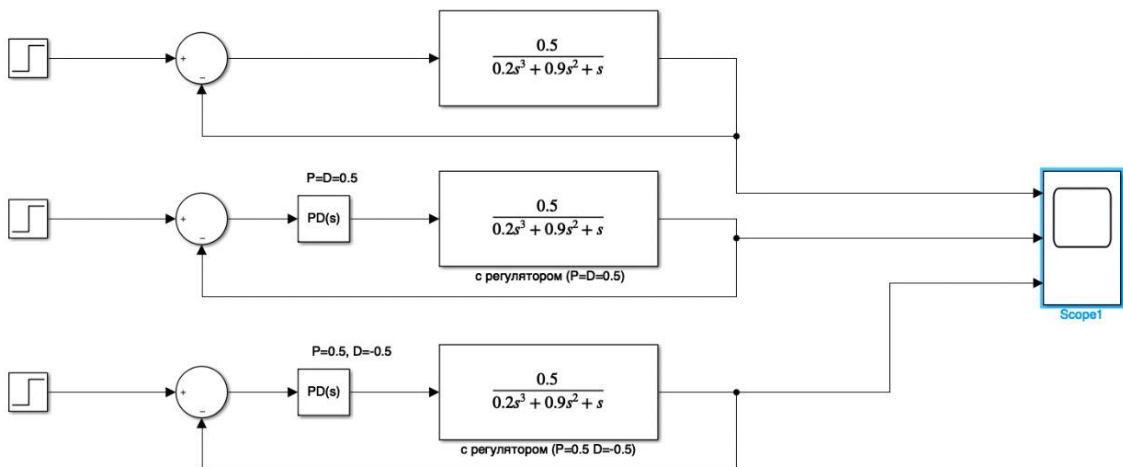 +
−
0.5
0.2s³ + 0.9s² + s
P=D=0.5
+
−
PD(s)
0.5
0.2s³ + 0.9s² + s
с регулятором (P=D=0.5)
Scope1
P=0.5, D=-0.5
+
−
PD(s)
0.5
0.2s³ + 0.9s² + s
с регулятором (P=0.5 D=-0.5)